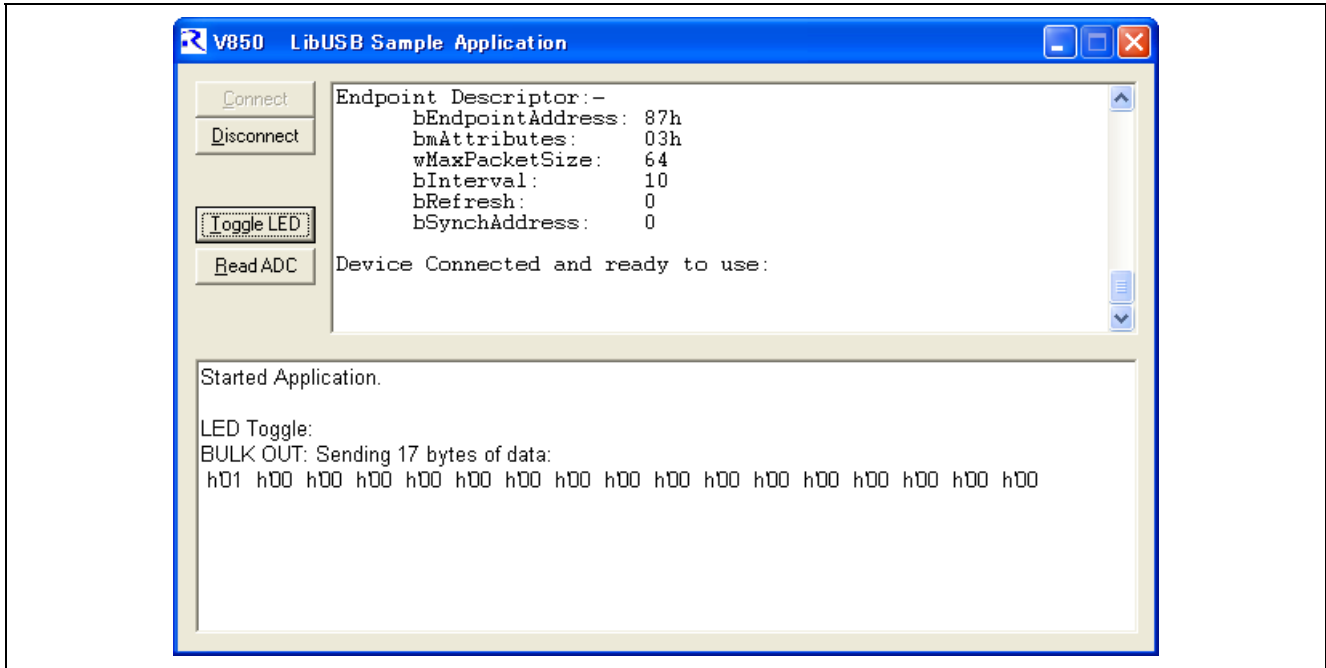 V850 LibUSB Sample Application
Connect
Disconnect
Toggle LED
Read ADC
Endpoint Descriptor:-
bEndpointAddress: 87h
bmAttributes: 03h
wMaxPacketSize: 64
bInterval: 10
bRefresh: 0
bSynchAddress: 0
Device Connected and ready to use:
Started Application.
LED Toggle:
BULK OUT: Sending 17 bytes of data:
h'01 h'00 h'00 h'00 h'00 h'00 h'00 h'00 h'00 h'00 h'00 h'00 h'00 h'00 h'00 h'00 h'00